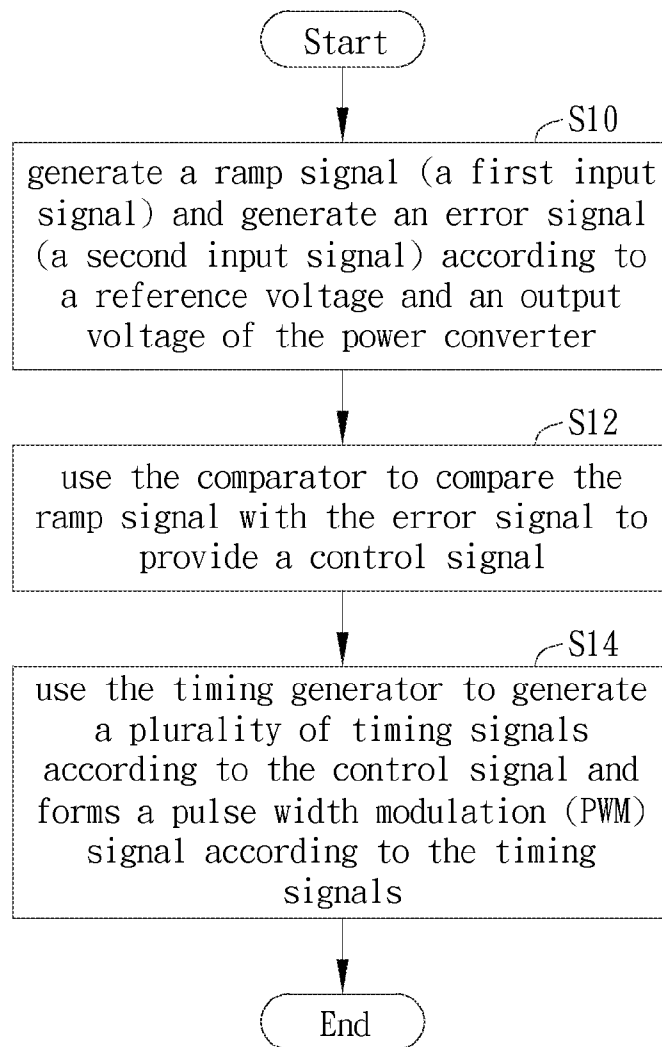 Start
S10
generate a ramp signal (a first input
signal) and generate an error signal
(a second input signal) according to
a reference voltage and an output
voltage of the power converter
S12
use the comparator to compare the
ramp signal with the error signal to
provide a control signal
S14
use the timing generator to generate
a plurality of timing signals
according to the control signal and
forms a pulse width modulation (PWM)
signal according to the timing
signals
End